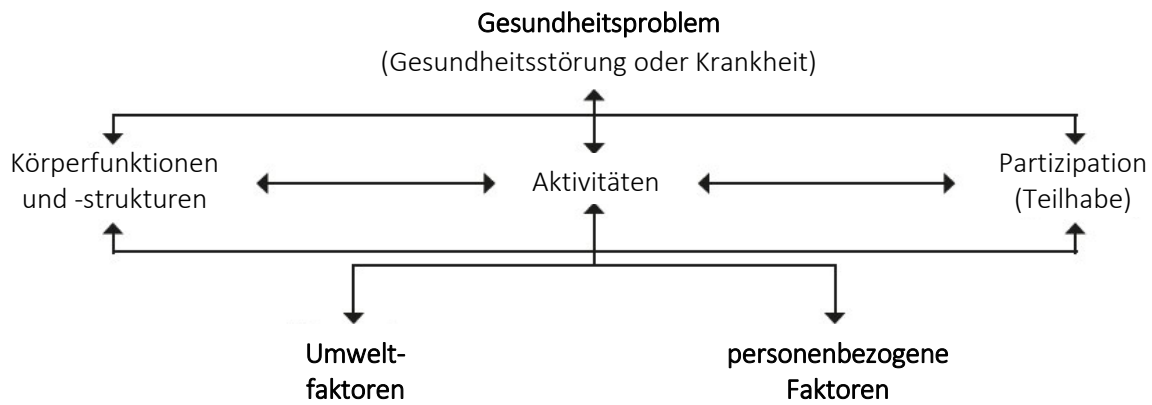 Gesundheitsproblem
(Gesundheitsstörung oder Krankheit)
Körperfunktionen
und -strukturen
Aktivitäten
Partizipation
(Teilhabe)
Umwelt-
faktoren
personenbezogene
Faktoren